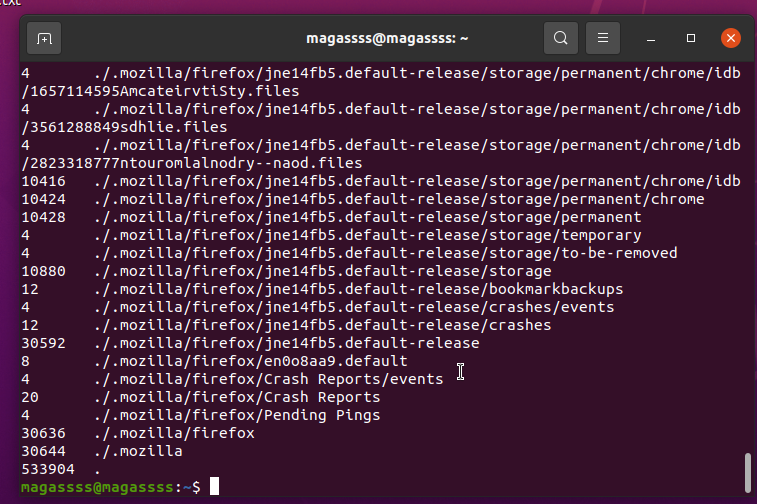 magassss@magassss: ~
4       ./.mozilla/firefox/jne14fb5.default-release/storage/permanent/chrome/idb
/1657114595AmcateirvtiSty.files
4       ./.mozilla/firefox/jne14fb5.default-release/storage/permanent/chrome/idb
/3561288849sdhlie.files
4       ./.mozilla/firefox/jne14fb5.default-release/storage/permanent/chrome/idb
/2823318777ntouromlalnodry--naod.files
10416   ./.mozilla/firefox/jne14fb5.default-release/storage/permanent/chrome/idb
10424   ./.mozilla/firefox/jne14fb5.default-release/storage/permanent/chrome
10428   ./.mozilla/firefox/jne14fb5.default-release/storage/permanent
4       ./.mozilla/firefox/jne14fb5.default-release/storage/temporary
4       ./.mozilla/firefox/jne14fb5.default-release/storage/to-be-removed
10880   ./.mozilla/firefox/jne14fb5.default-release/storage
12      ./.mozilla/firefox/jne14fb5.default-release/bookmarkbackups
4       ./.mozilla/firefox/jne14fb5.default-release/crashes/events
12      ./.mozilla/firefox/jne14fb5.default-release/crashes
30592   ./.mozilla/firefox/jne14fb5.default-release
8       ./.mozilla/firefox/en0o8aa9.default
4       ./.mozilla/firefox/Crash Reports/events
20      ./.mozilla/firefox/Crash Reports
4       ./.mozilla/firefox/Pending Pings
30636   ./.mozilla/firefox
30644   ./.mozilla
533904  .
magassss@magassss:~$